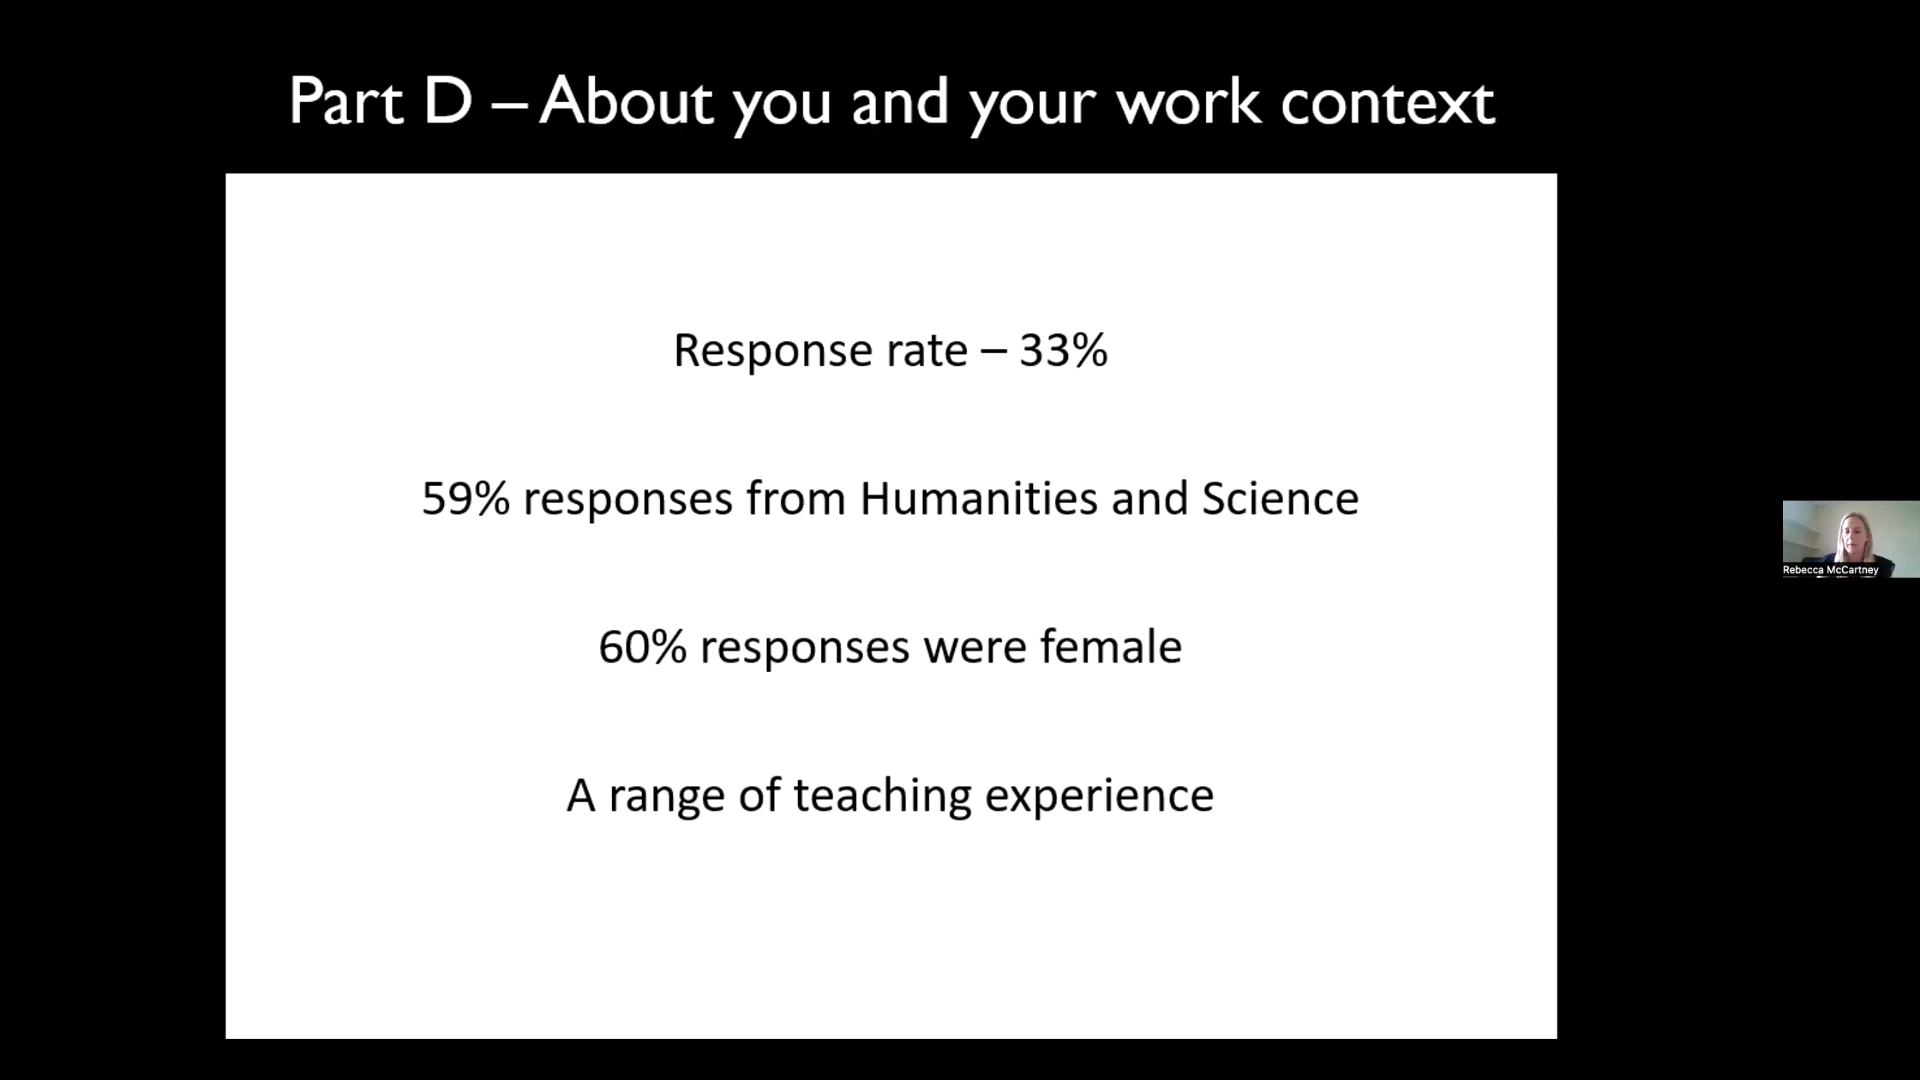 Part D – About you and your work context
Response rate – 33%
59% responses from Humanities and Science
60% responses were female
A range of teaching experience
Rebecca McCartney